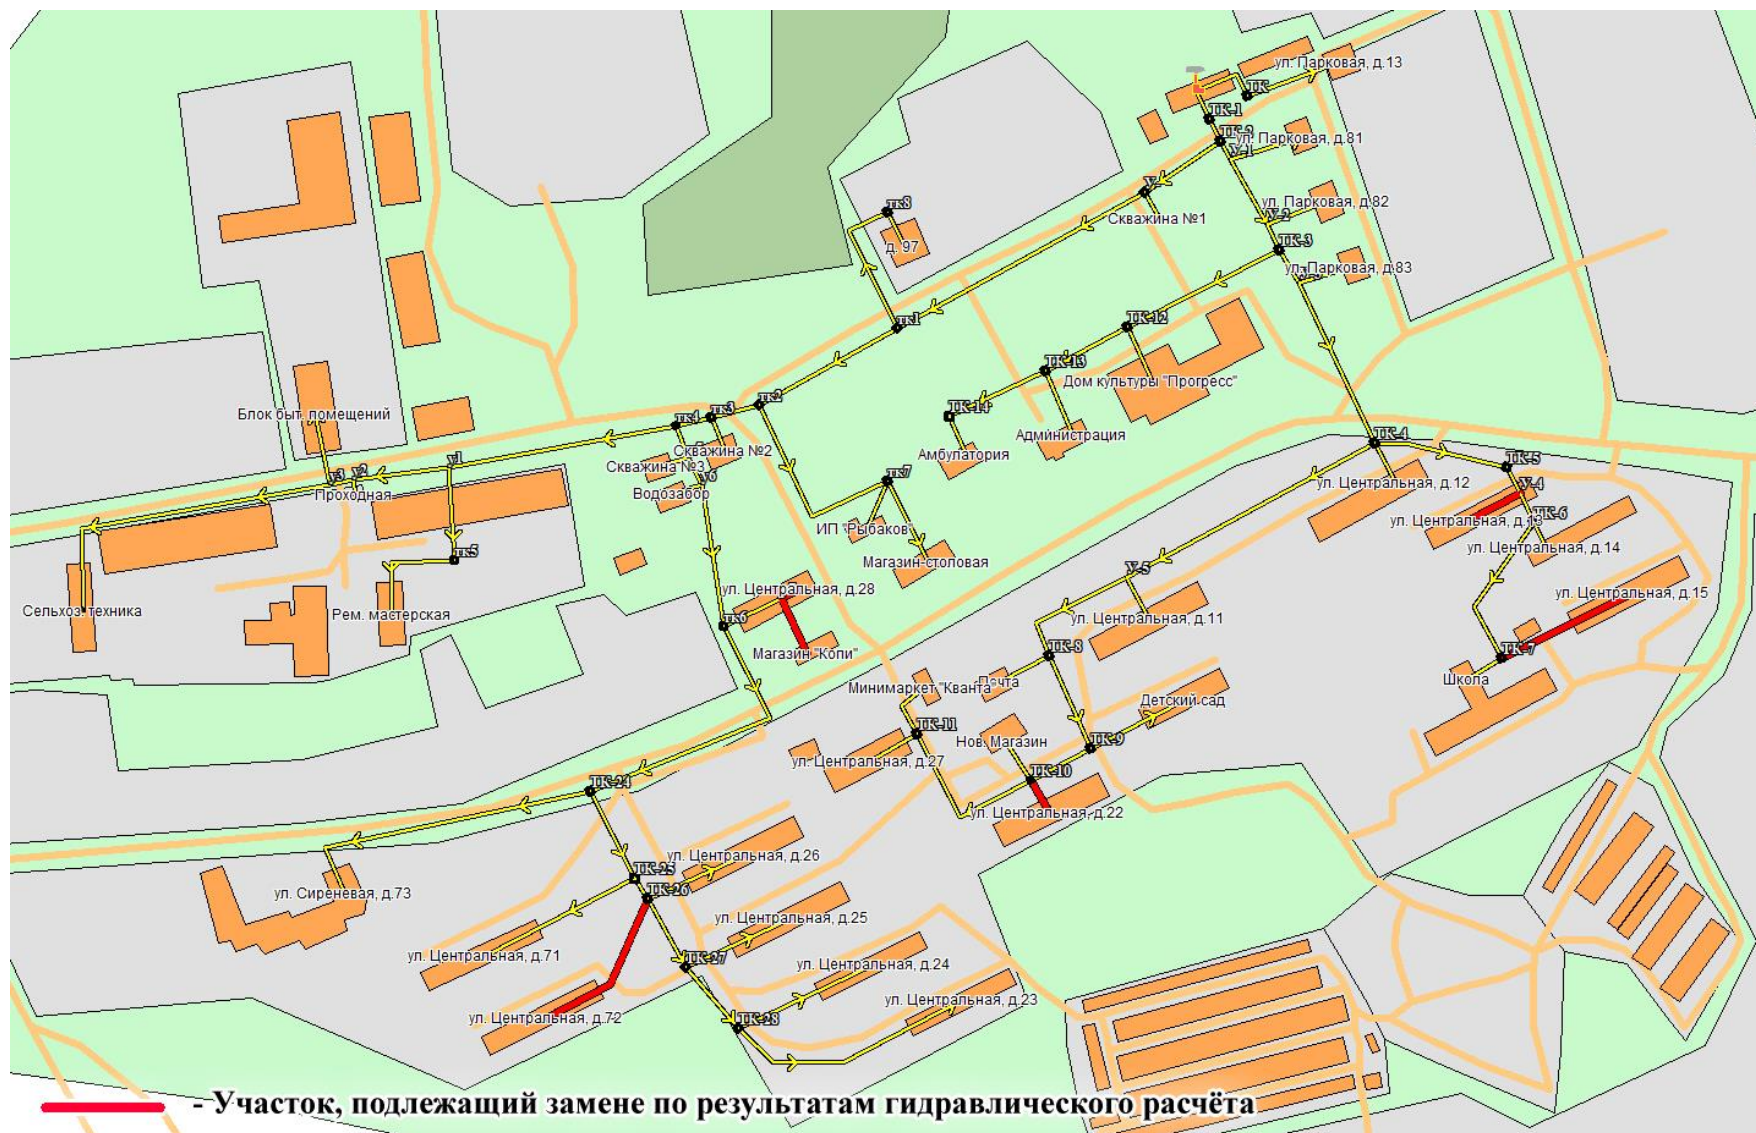 ул. Парковая, д.13
ТК
ТК-1
ТК-2
ул. Парковая, д.81
У-1
У
тк8
ул. Парковая, д.82
Скважина №1
У-2
д. 97
ТК-3
ул. Парковая, д.83
тк1
ТК-12
ТК-13
Дом культуры "Прогресс"
тк2
тк3
тк4
ТК-14
Блок быт. помещений
Администрация
ТК-4
Скважина №2
Амбулатория
у1
Скважина №3
ТК-5
у2
у3
у6
тк7
ул. Центральная, д.12
У-4
Проходная
Водозабор
ИП "Рыбаков"
ул. Центральная, д.13
ТК-6
тк5
Магазин-столовая
ул. Центральная, д.14
У-5
ул. Центральная, д.28
ул. Центральная, д.15
Сельхоз. техника
Рем. мастерская
тк6
ул. Центральная, д.11
Магазин "Копи"
ТК-8
ТК-7
Минимаркет "Кванта"
Почта
Школа
Детский сад
ТК-11
Нов. Магазин
ТК-9
ул. Центральная, д.27
ТК-10
ТК-24
ул. Центральная, д.22
ул. Центральная, д.26
ТК-25
ТК-26
ул. Сиреневая, д.73
ул. Центральная, д.25
ул. Центральная, д.71
ТК-27
ул. Центральная, д.24
ул. Центральная, д.23
ул. Центральная, д.72
ТК-28
- Участок, подлежащий замене по результатам гидравлического расчёта